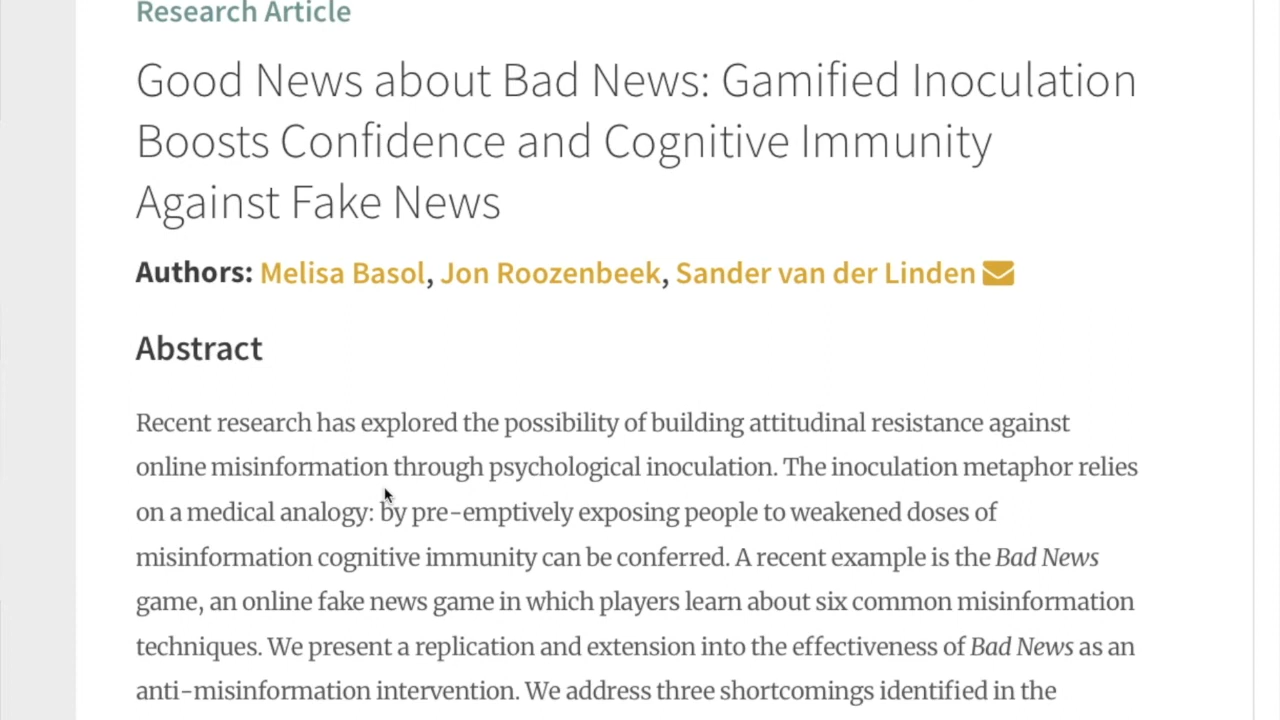 Research Article
Good News about Bad News: Gamified Inoculation
Boosts Confidence and Cognitive Immunity
Against Fake News
Authors: Melisa Basol, Jon Roozenbeek, Sander van der Linden
Abstract
Recent research has explored the possibility of building attitudinal resistance against
online misinformation through psychological inoculation. The inoculation metaphor relies
on a medical analogy: by pre-emptively exposing people to weakened doses of
misinformation cognitive immunity can be conferred. A recent example is the Bad News
game, an online fake news game in which players learn about six common misinformation
techniques. We present a replication and extension into the effectiveness of Bad News as an
anti-misinformation intervention. We address three shortcomings identified in the